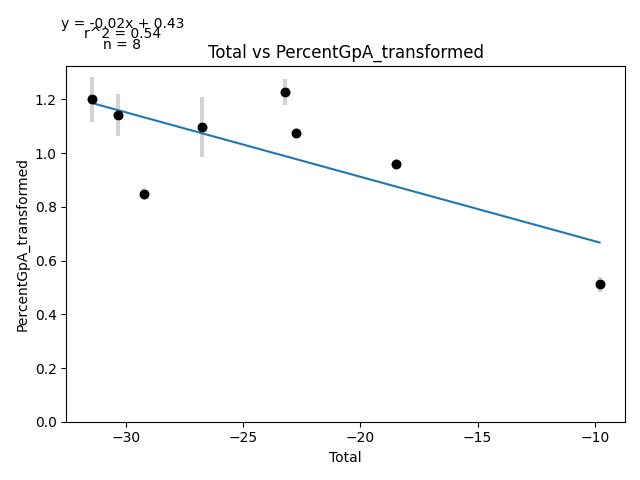 y = -0.02x + 0.43
r^2 = 0.54
n = 8
Total vs PercentGpA_transformed
PercentGpA_transformed
1.2
1.0
0.8
0.6
0.4
0.2
0.0
−30
−25
−20
−15
−10
Total